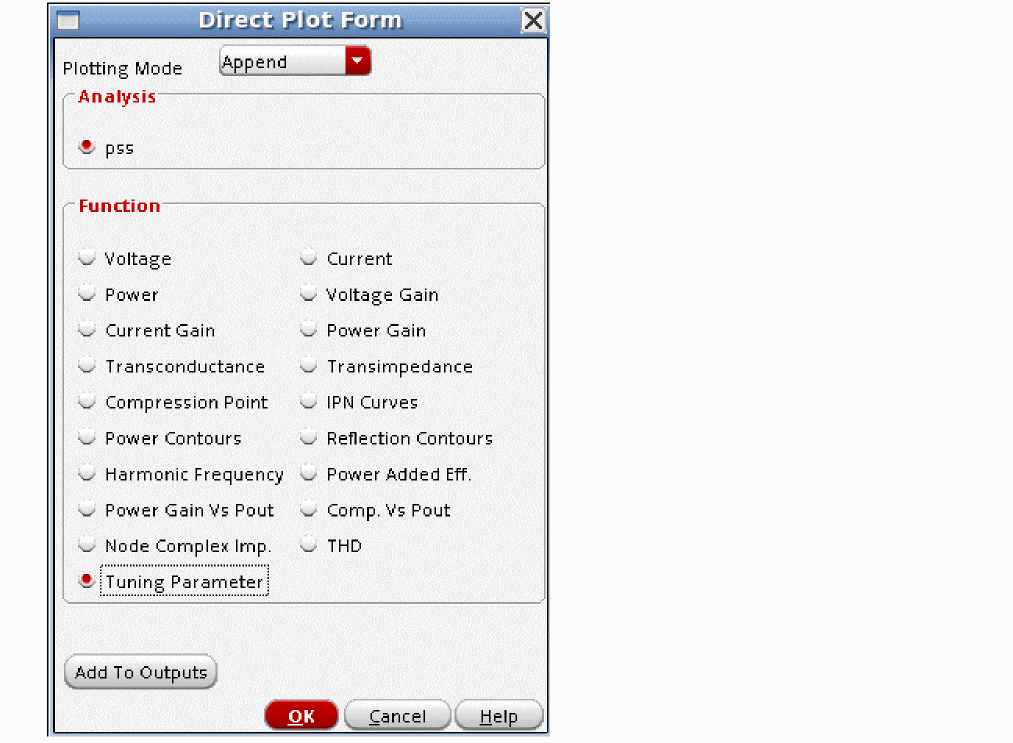 Direct Plot Form
Plotting Mode Append
Analysis
pss
Function
Voltage Current
Power Voltage Gain
Current Gain Power Gain
Transconductance Transimpedance
Compression Point IPN Curves
Power Contours Reflection Contours
Harmonic Frequency Power Added Eff.
Power Gain Vs Pout Comp. Vs Pout
Node Complex Imp. THD
Tuning Parameter
Add To Outputs
OK Cancel Help